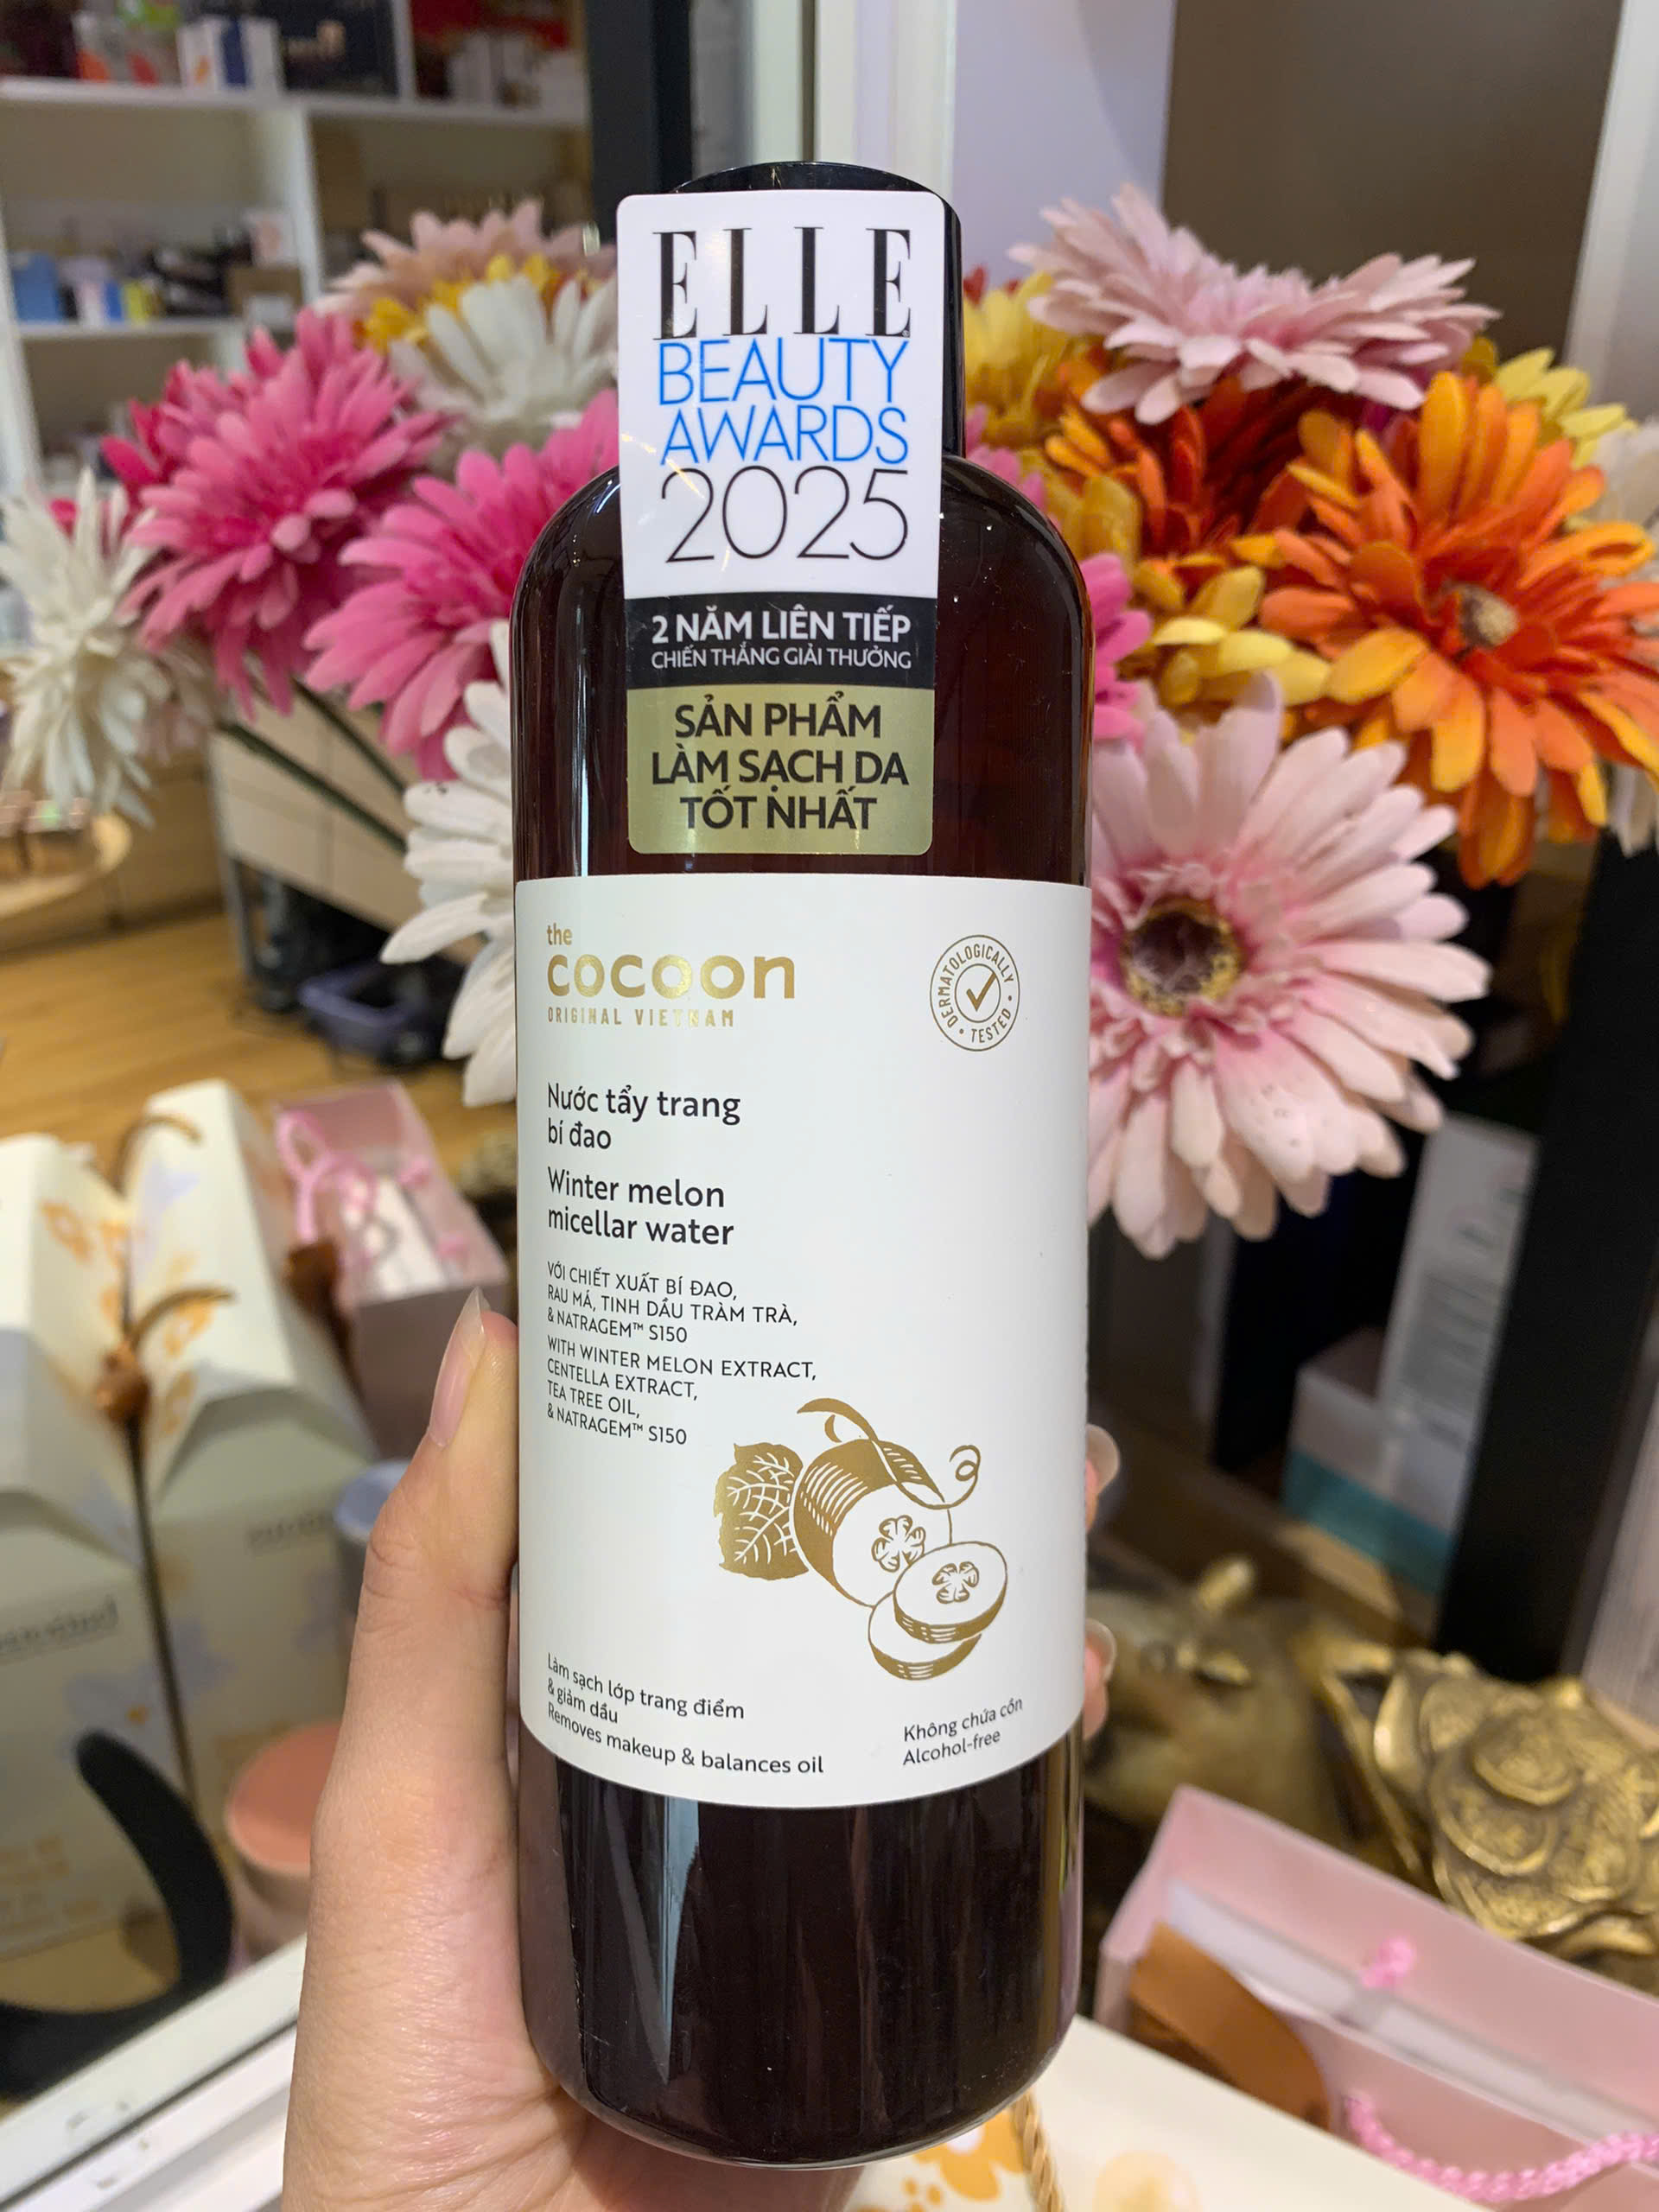 ELLE
BEAUTY
AWARDS
2025
2 NĂM LIÊN TIẾP
CHIẾN THẮNG GIẢI THƯỞNG
SẢN PHẨM
LÀM SẠCH DA
TỐT NHẤT
the
cocoon
ORIGINAL VIETNAM
DERMATOLOGICALLY
• TESTED •
Nước tẩy trang
bí đao
Winter melon
micellar water
VỚI CHIẾT XUẤT BÍ ĐAO,
RAU MÁ, TINH DẦU TRÀM TRÀ,
& NATRAGEM™ S150
WITH WINTER MELON EXTRACT,
CENTELLA EXTRACT,
TEA TREE OIL,
& NATRAGEM™ S150
Làm sạch lớp trang điểm
& giảm dầu
Removes makeup & balances oil
Không chứa cồn
Alcohol-free